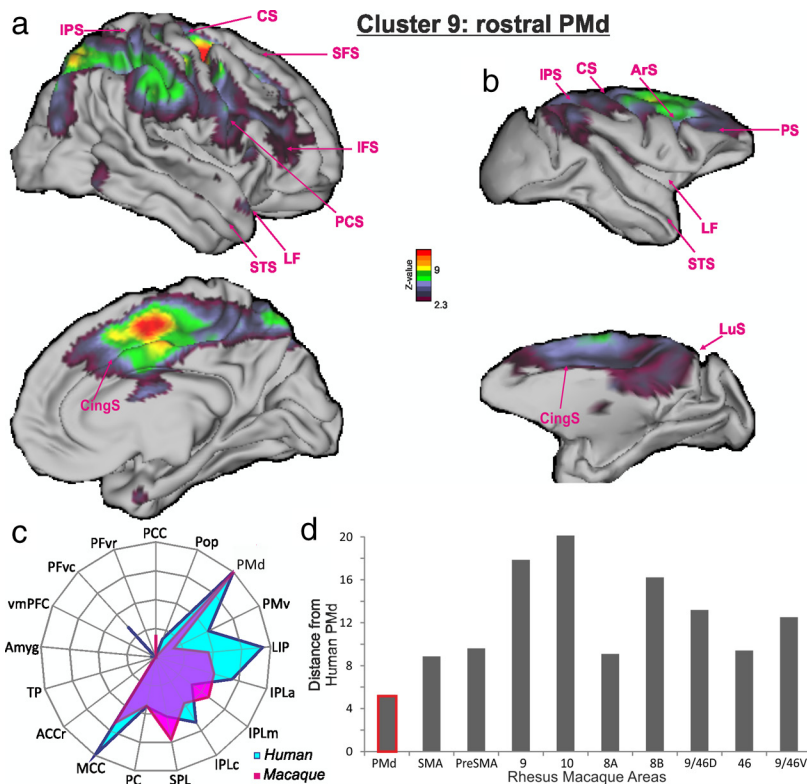 Cluster 9: rostral PMd
a
CS
IPS
SFS
IFS
PCS
LF
STS
b
IPS
CS
ArS
PS
LF
STS
Z-value
9
2.3
CingS
LuS
CingS
c
PCC
Pop
PMd
PMv
LIP
IPLa
IPLm
IPLc
SPL
PC
MCC
ACCr
TP
Amyg
vmPFC
PFvc
PFvr
Human
Macaque
d
Distance from
Human PMd
20
16
12
8
4
0
PMd SMA PreSMA 9 10 8A 8B 9/46D 46 9/46V
Rhesus Macaque Areas